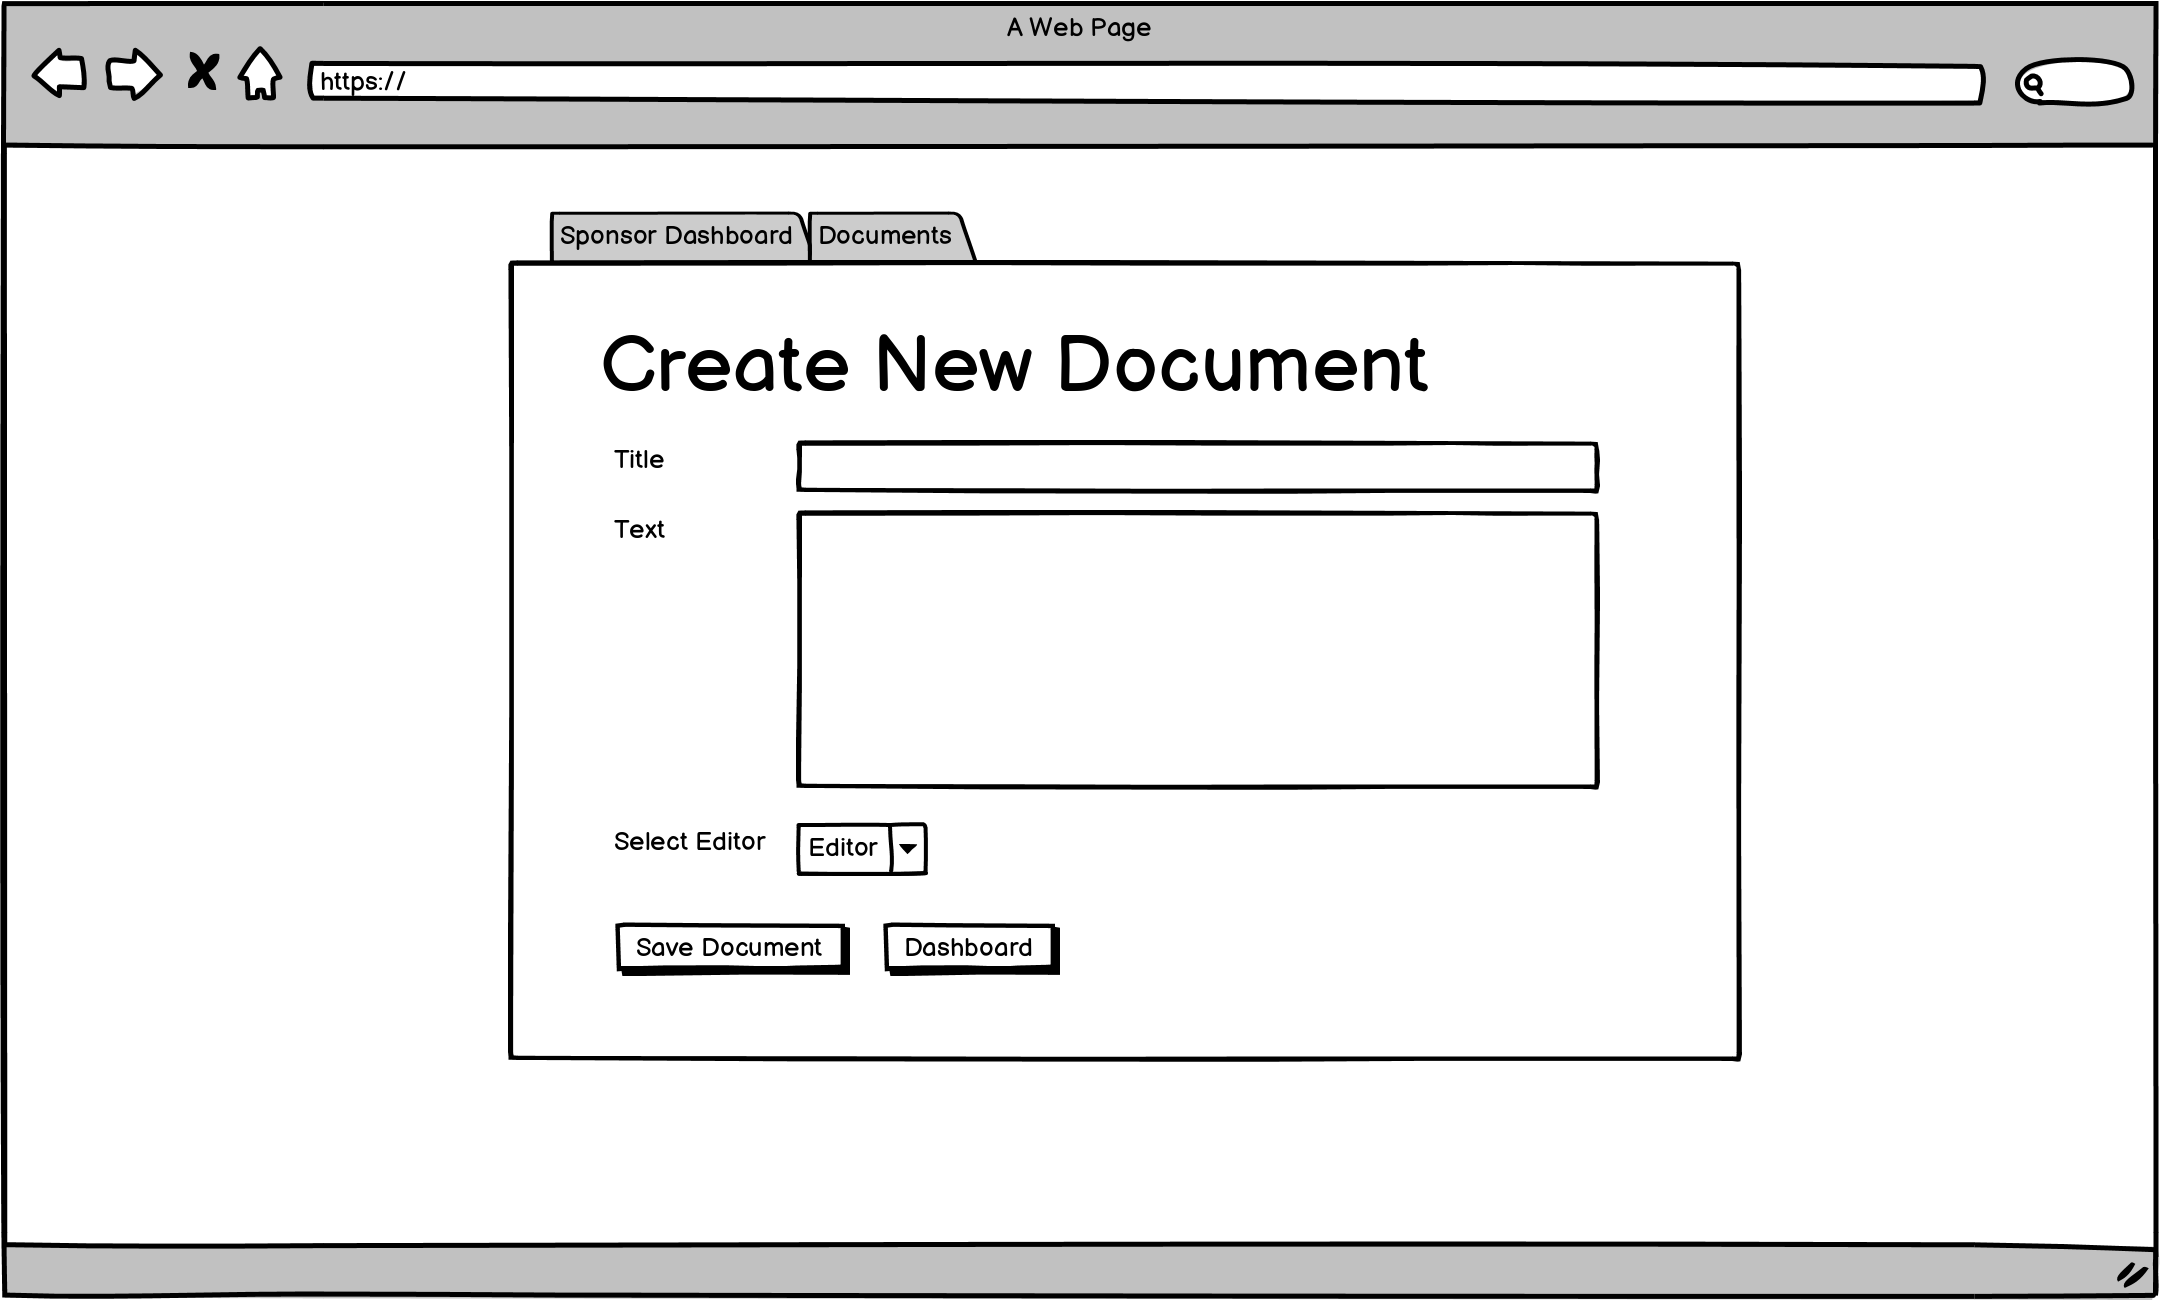 A Web Page
https://
Sponsor Dashboard Documents
Create New Document
Title
Text
Select Editor Editor
Save Document Dashboard